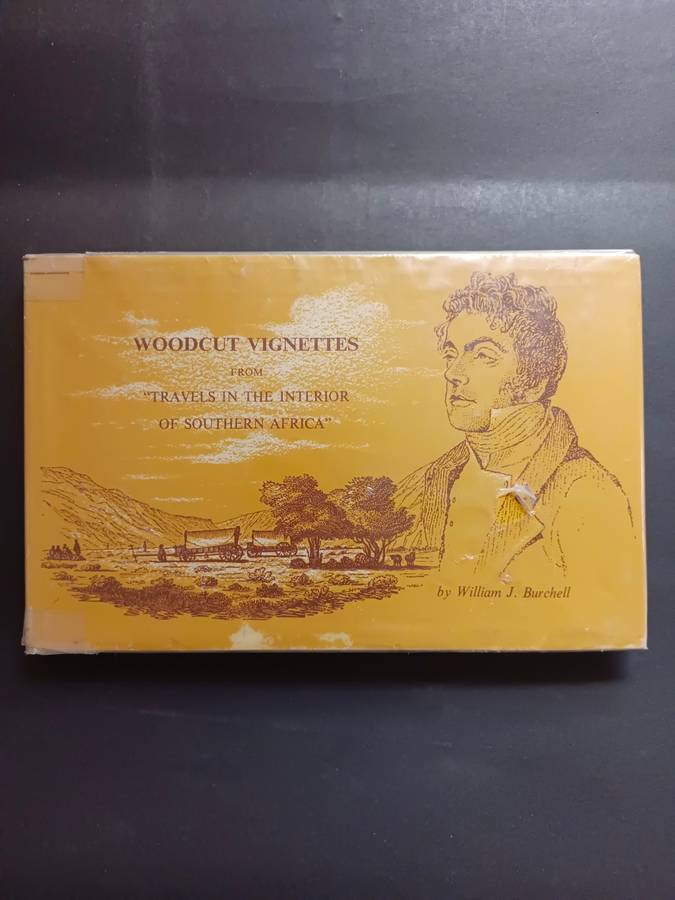 WOODCUT VIGNETTES
FROM
"TRAVELS IN THE INTERIOR
OF SOUTHERN AFRICA"
by William J. Burchell